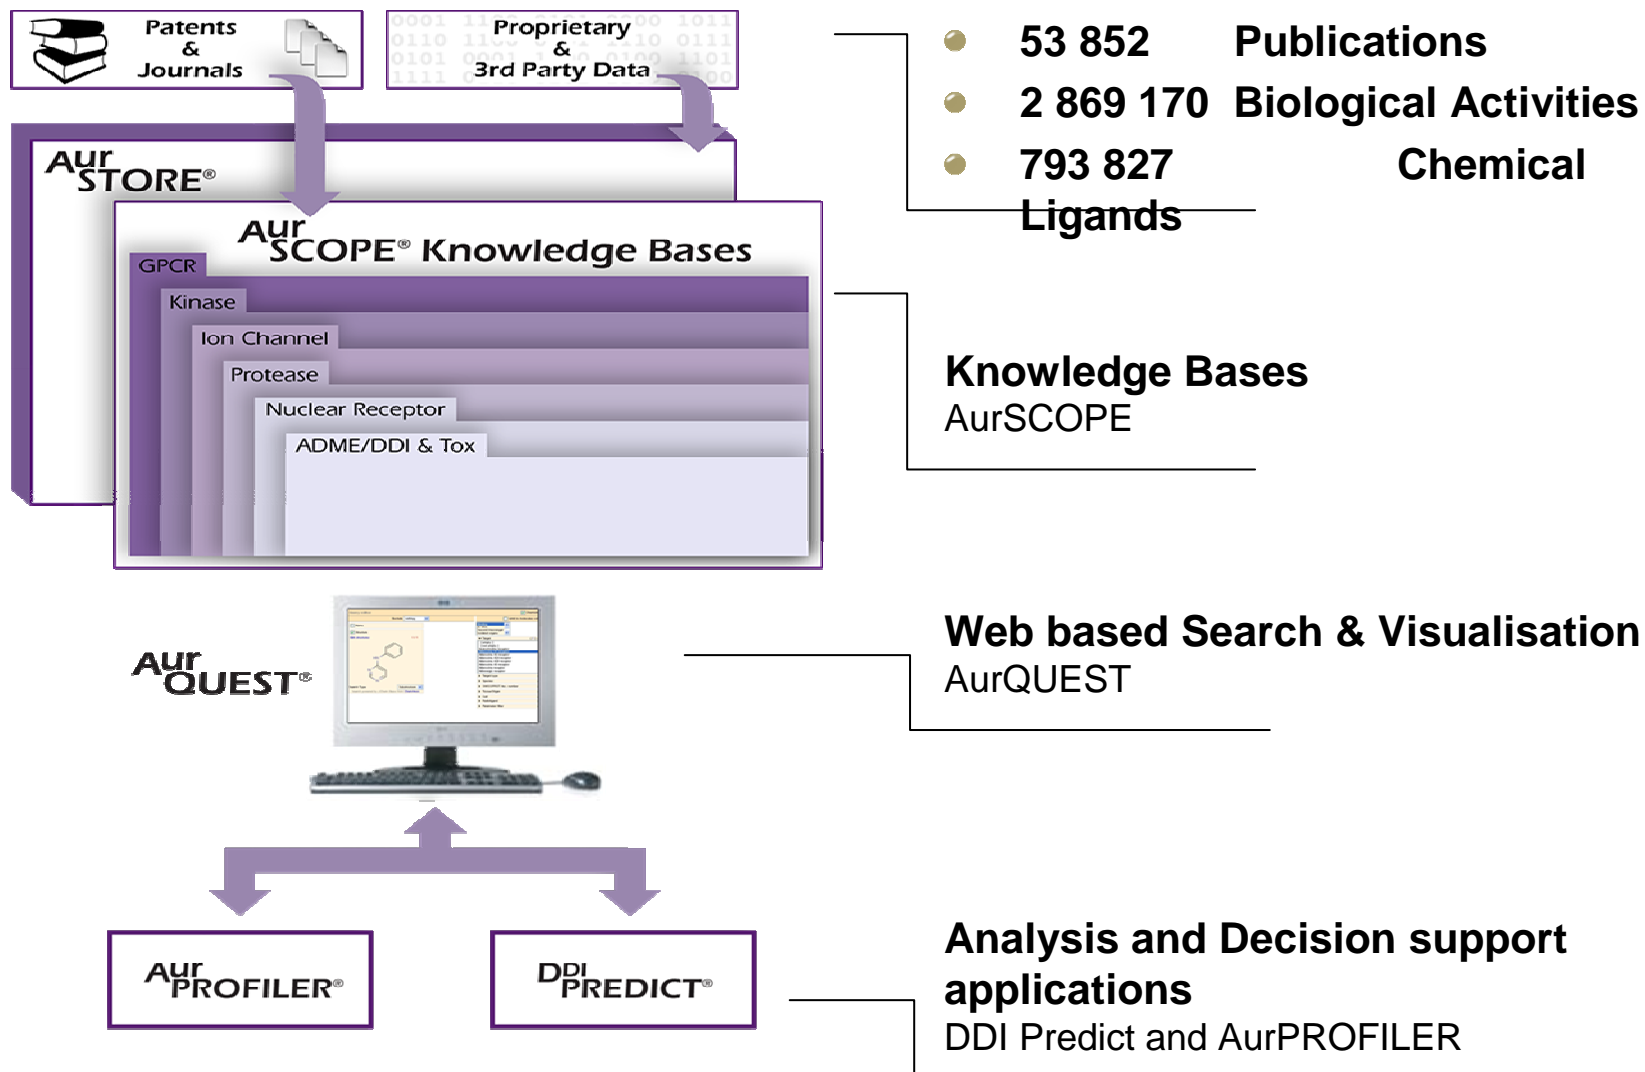 Patents
&
Journals
Proprietary
&
3rd Party Data
53 852 Publications
2 869 170 Biological Activities
793 827 Chemical
Ligands
AurSTORE®
AurSCOPE® Knowledge Bases
GPCR
Kinase
Ion Channel
Protease
Nuclear Receptor
ADME/DDI & Tox
Knowledge Bases
AurSCOPE
AurQUEST®
Web based Search & Visualisation
AurQUEST
AurPROFILER®
DDIPREDICT®
Analysis and Decision support
applications
DDI Predict and AurPROFILER